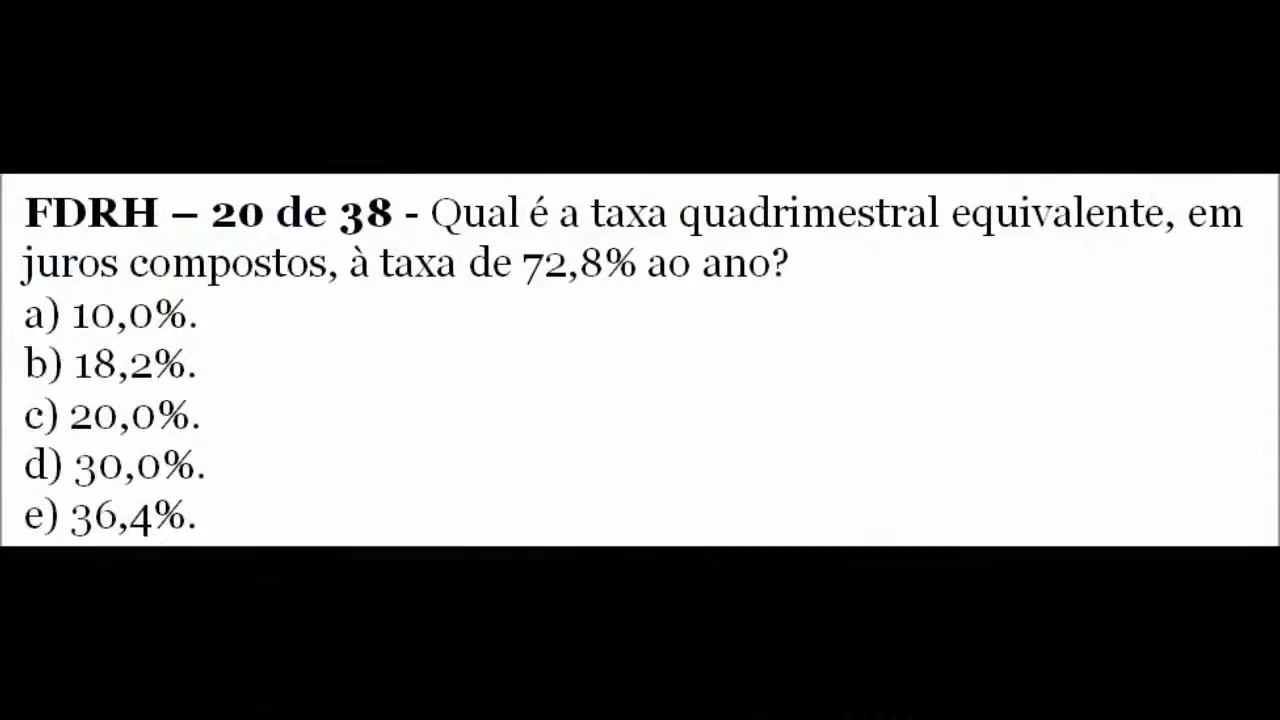 FDRH – 20 de 38 - Qual é a taxa quadrimestral equivalente, em
juros compostos, à taxa de 72,8% ao ano?
a) 10,0%.
b) 18,2%.
c) 20,0%.
d) 30,0%.
e) 36,4%.